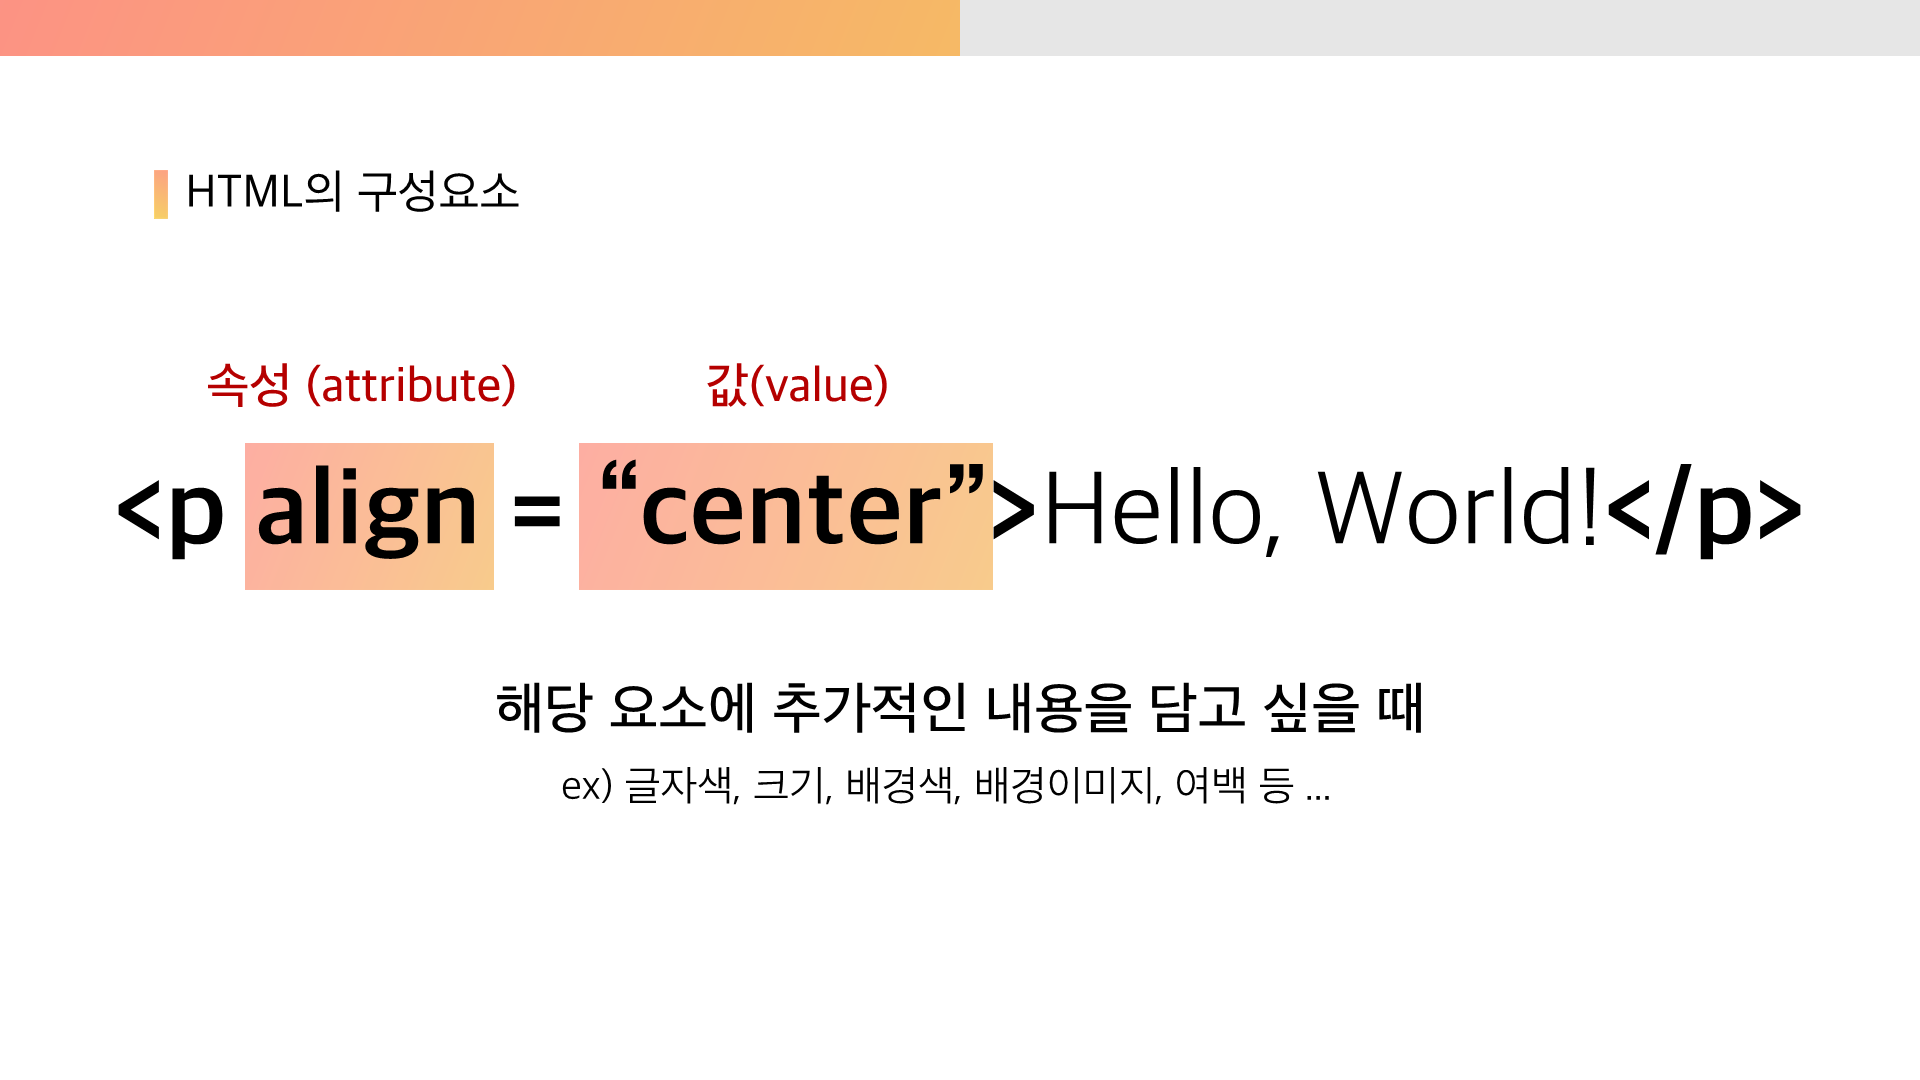 HTML의 구성요소
속성 (attribute) 값(value)
<p align = “center”>Hello, World!</p>
해당 요소에 추가적인 내용을 담고 싶을 때
ex) 글자색, 크기, 배경색, 배경이미지, 여백 등 ...